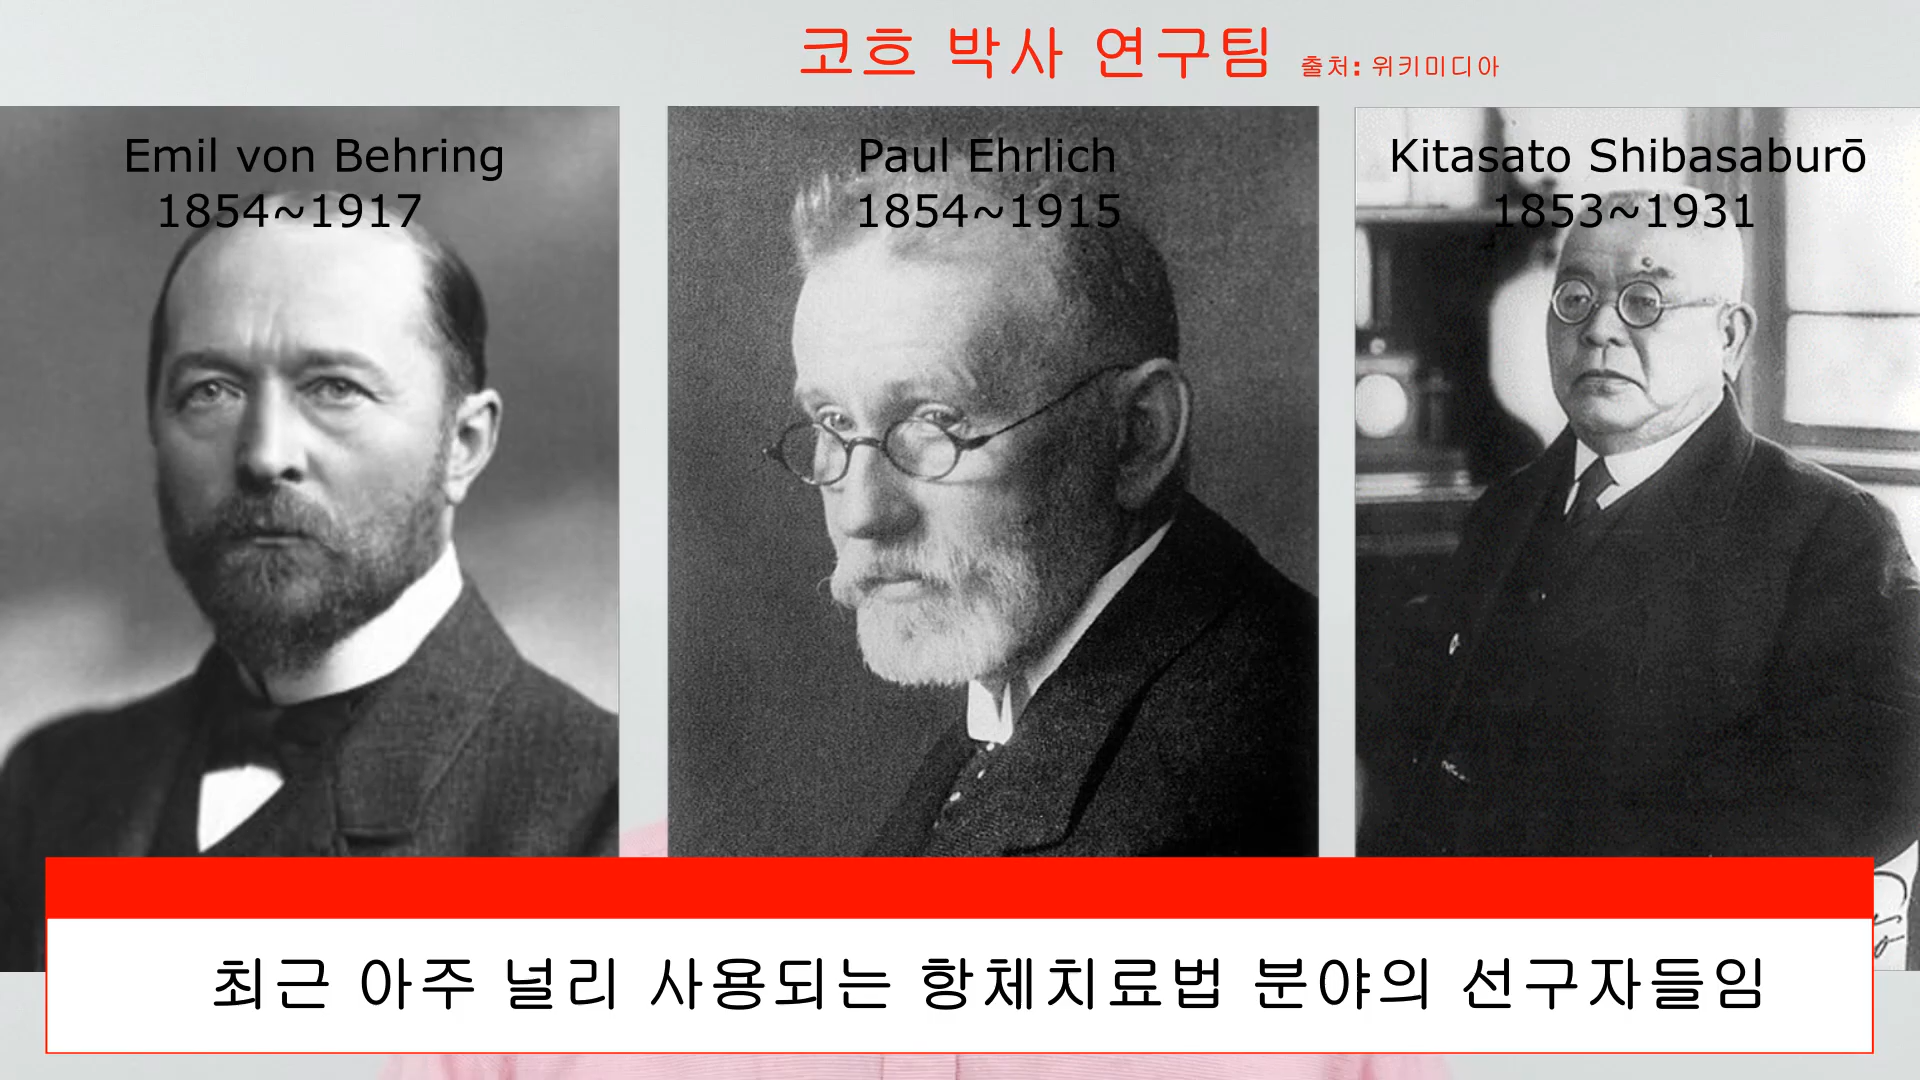 코흐 박사 연구팀 출처: 위키미디아
Emil von Behring
1854~1917
Paul Ehrlich
1854~1915
Kitasato Shibasaburō
1853~1931
최근 아주 널리 사용되는 항체치료법 분야의 선구자들임